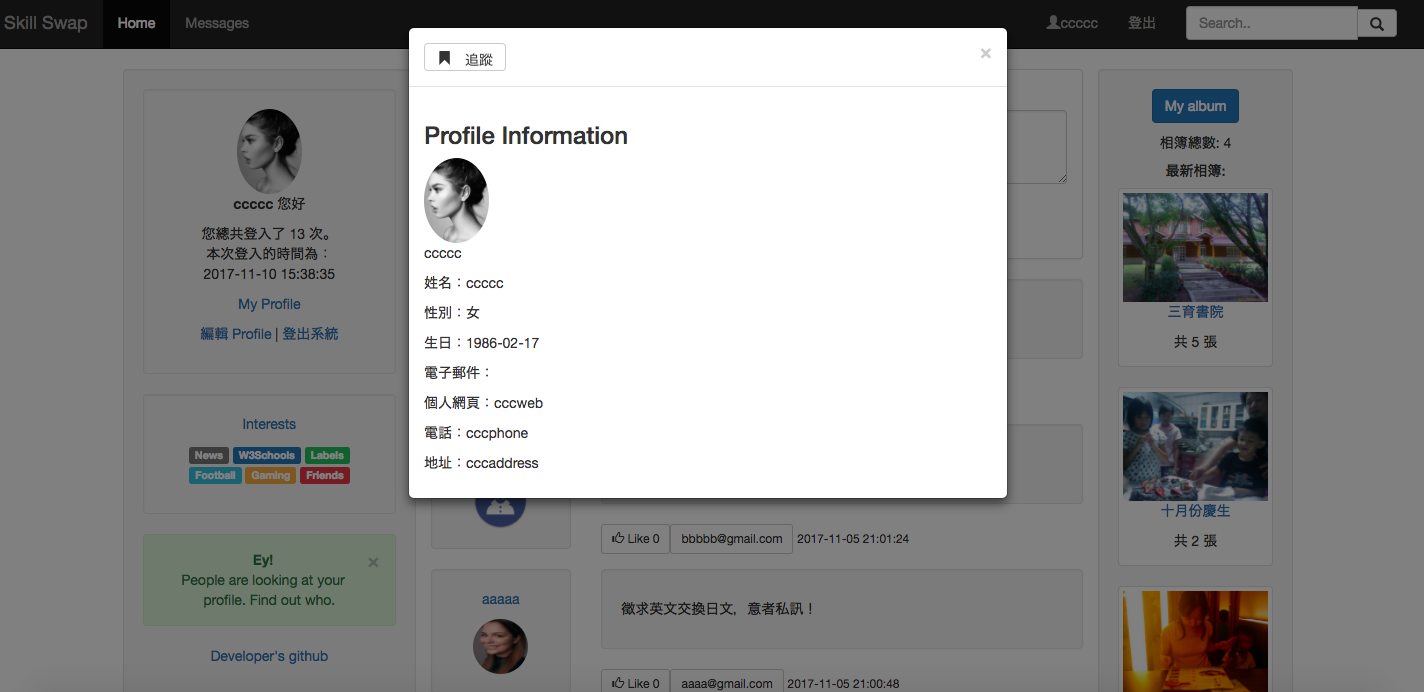 Skill Swap
Home
Messages
ccccc
登出
Search..
追蹤
×
Profile Information
ccccc
姓名：ccccc
性別：女
生日：1986-02-17
電子郵件：
個人網頁：cccweb
電話：cccphone
地址：cccaddress
ccccc 您好
您總共登入了 13 次。
本次登入的時間為：
2017-11-10 15:38:35
My Profile
編輯 Profile | 登出系統
Interests
News W3Schools Labels
Football Gaming Friends
Ey!
×
People are looking at your
profile. Find out who.
Developer's github
Like 0
bbbbb@gmail.com
2017-11-05 21:01:24
aaaaa
徵求英文交換日文，意者私訊！
Like 0
aaaa@gmail.com
2017-11-05 21:00:48
My album
相簿總數: 4
最新相簿:
三育書院
共 5 張
十月份慶生
共 2 張